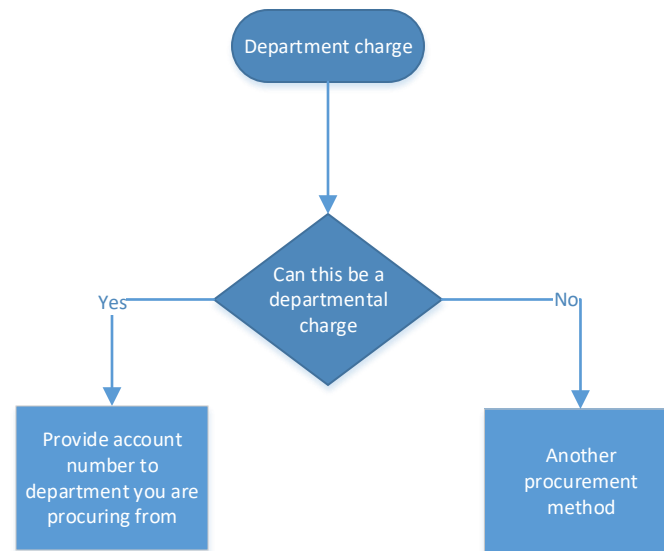 Department charge
Can this be a
departmental
charge
Yes
No
Provide account
number to
department you are
procuring from
Another
procurement
method